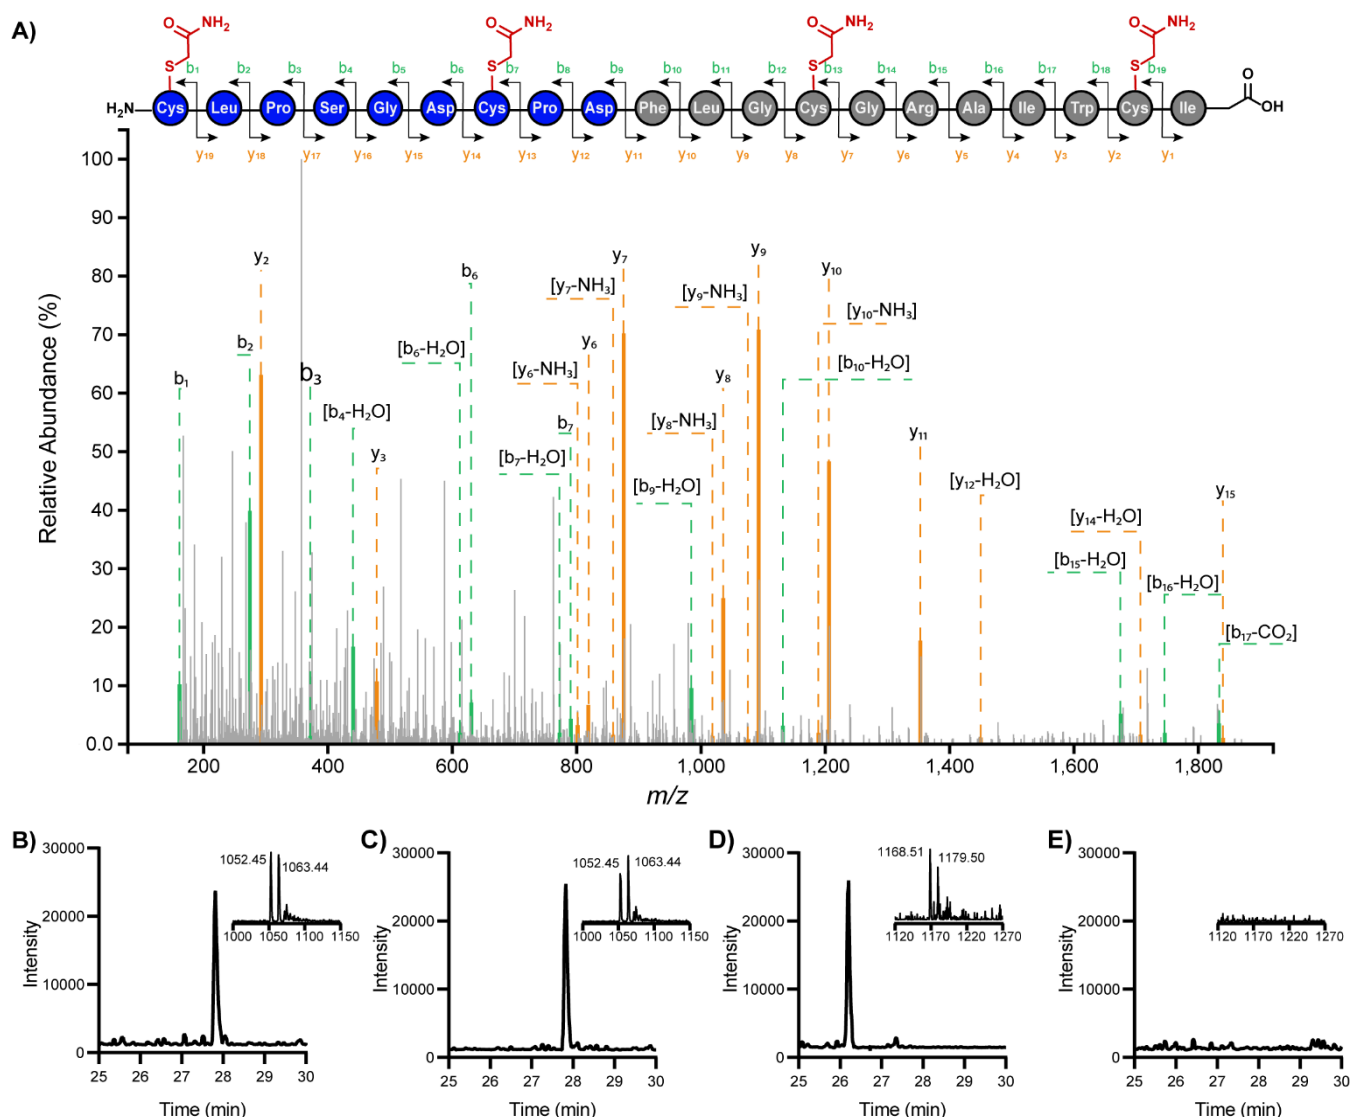 A)
O NH₂ O NH₂ O NH₂ O NH₂
S S S S
b₁ b₂ b₃ b₄ b₅ b₆ b₇ b₈ b₉ b₁₀ b₁₁ b₁₂ b₁₃ b₁₄ b₁₅ b₁₆ b₁₇ b₁₈ b₁₉
H₂N Cys Leu Pro Ser Gly Asp Cys Pro Asp Phe Leu Gly Cys Gly Arg Ala Ile Trp Cys Ile O OH
y₁₉ y₁₈ y₁₇ y₁₆ y₁₅ y₁₄ y₁₃ y₁₂ y₁₁ y₁₀ y₉ y₈ y₇ y₆ y₅ y₄ y₃ y₂ y₁
Relative Abundance (%)
100
90
80
70
60
50
40
30
20
10
0.0
b₁
b₂
y₂
b₃
[b₄-H₂O]
y₃
[b₆-H₂O]
b₆
[b₇-H₂O]
b₇
[y₆-NH₃]
y₆
[y₇-NH₃]
y₇
[b₉-H₂O]
[y₈-NH₃]
y₈
[y₉-NH₃]
y₉
[b₁₀-H₂O]
[y₁₀-NH₃]
y₁₀
y₁₁
[y₁₂-H₂O]
[b₁₅-H₂O]
[y₁₄-H₂O]
[b₁₆-H₂O]
[b₁₇-CO₂]
y₁₅
200 400 600 800 1,000 1,200 1,400 1,600 1,800
m/z
B)
Intensity
30000
20000
10000
0
1052.45
1063.44
1000 1050 1100 1150
25 26 27 28 29 30
Time (min)
C)
Intensity
30000
20000
10000
0
1052.45
1063.44
1000 1050 1100 1150
25 26 27 28 29 30
Time (min)
D)
Intensity
30000
20000
10000
0
1168.51
1179.50
1120 1170 1220 1270
25 26 27 28 29 30
Time (min)
E)
Intensity
30000
20000
10000
0
1120 1170 1220 1270
25 26 27 28 29 30
Time (min)